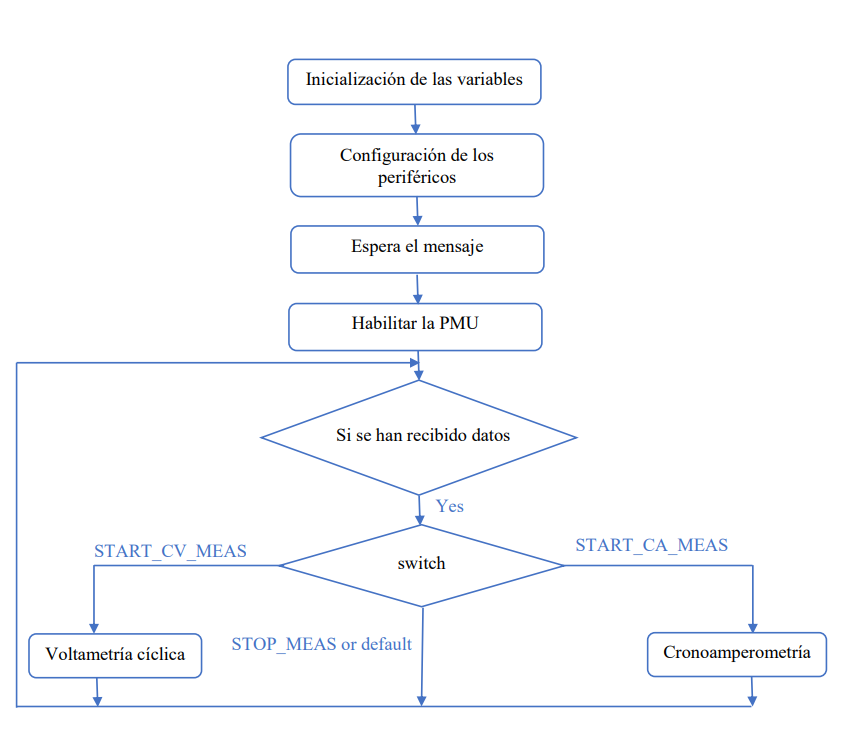 Inicialización de las variables
Configuración de los
periféricos
Espera el mensaje
Habilitar la PMU
Si se han recibido datos
Yes
START_CV_MEAS
START_CA_MEAS
switch
STOP_MEAS or default
Voltametría cíclica
Cronoamperometría